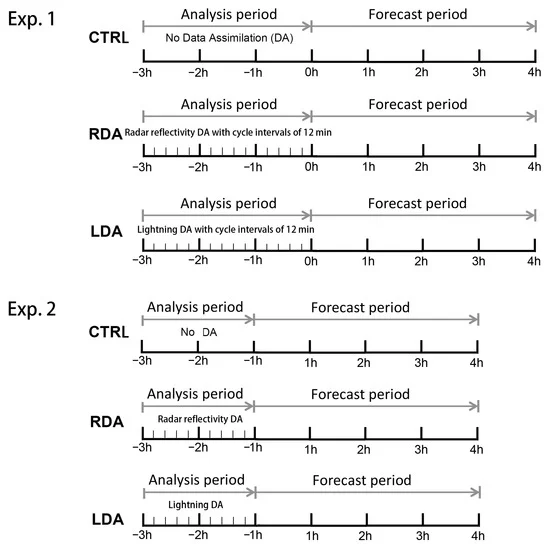 Exp. 1
Analysis period Forecast period
CTRL
No Data Assimilation (DA)
−3h −2h −1h 0h 1h 2h 3h 4h
Analysis period Forecast period
RDA Radar reflectivity DA with cycle intervals of 12 min
−3h −2h −1h 0h 1h 2h 3h 4h
Analysis period Forecast period
LDA Lightning DA with cycle intervals of 12 min
−3h −2h −1h 0h 1h 2h 3h 4h
Exp. 2
Analysis period Forecast period
CTRL No DA
−3h −2h −1h 1h 2h 3h 4h
Analysis period Forecast period
RDA Radar reflectivity DA
−3h −2h −1h 1h 2h 3h 4h
Analysis period Forecast period
Lightning DA
LDA
−3h −2h −1h 1h 2h 3h 4h